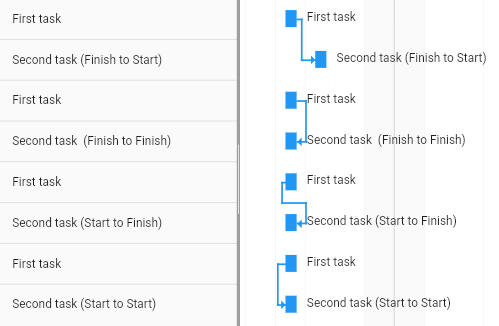 First task
First task
Second task (Finish to Start)
Second task (Finish to Start)
First task
First task
Second task  (Finish to Finish)
Second task  (Finish to Finish)
First task
First task
Second task (Start to Finish)
Second task (Start to Finish)
First task
First task
Second task (Start to Start)
Second task (Start to Start)